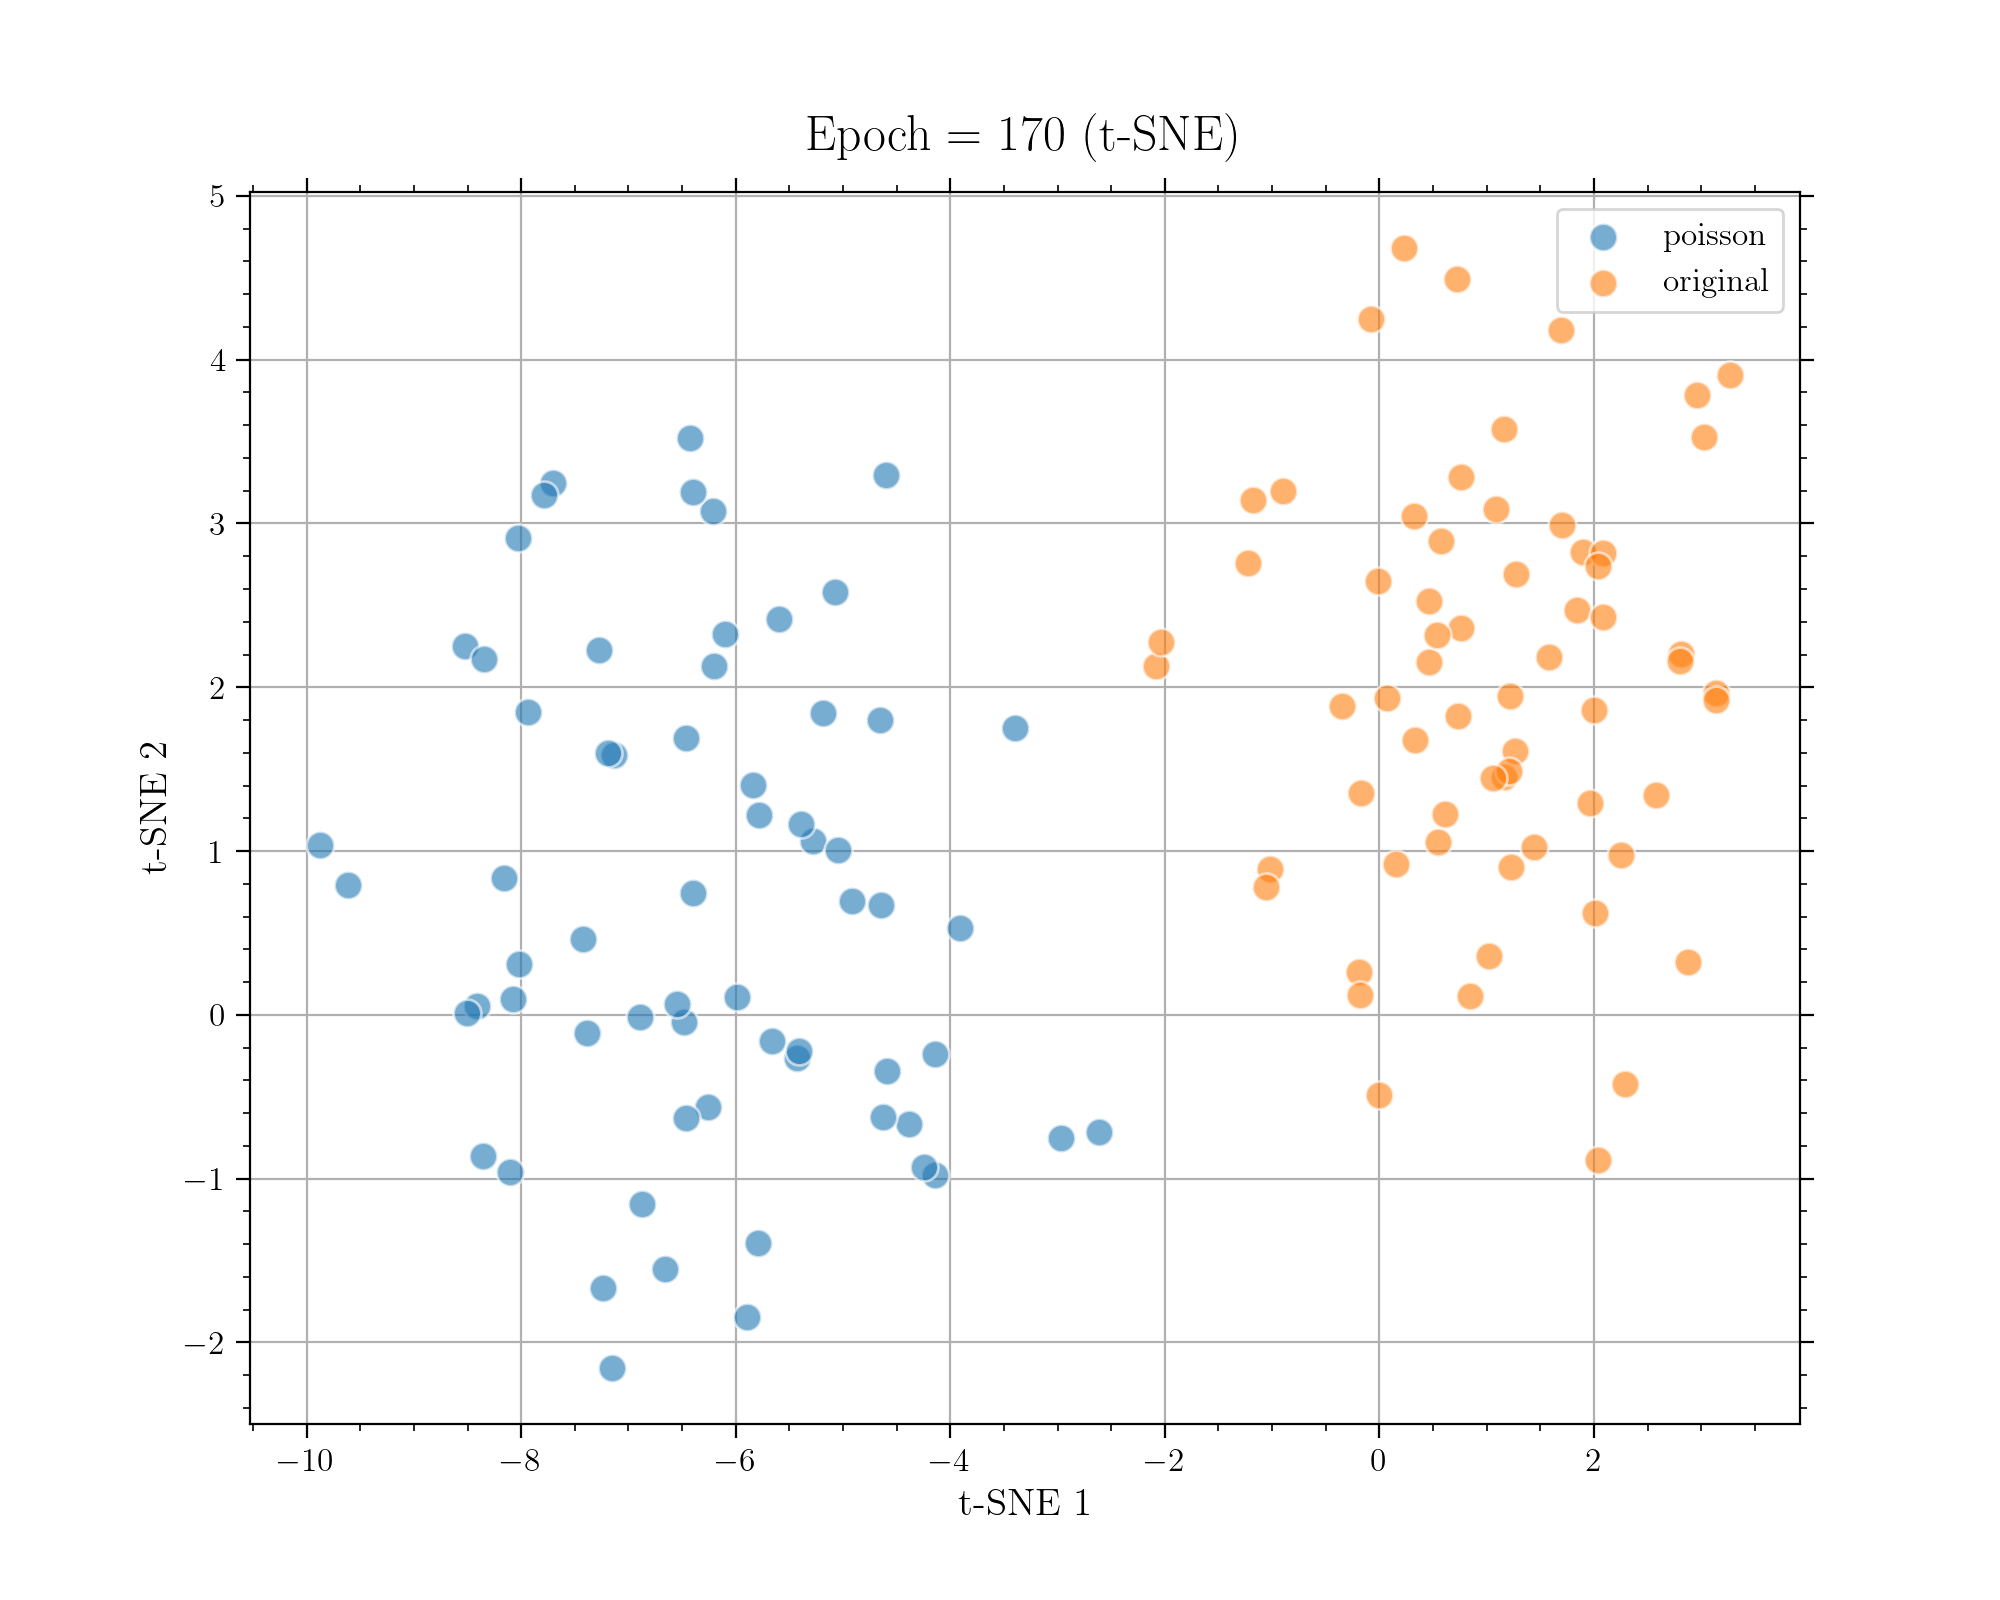 Epoch = 170 (t-SNE)
poisson
original
5
4
3
2
1
0
−1
−2
t-SNE 2
−10 −8 −6 −4 −2 0 2
t-SNE 1